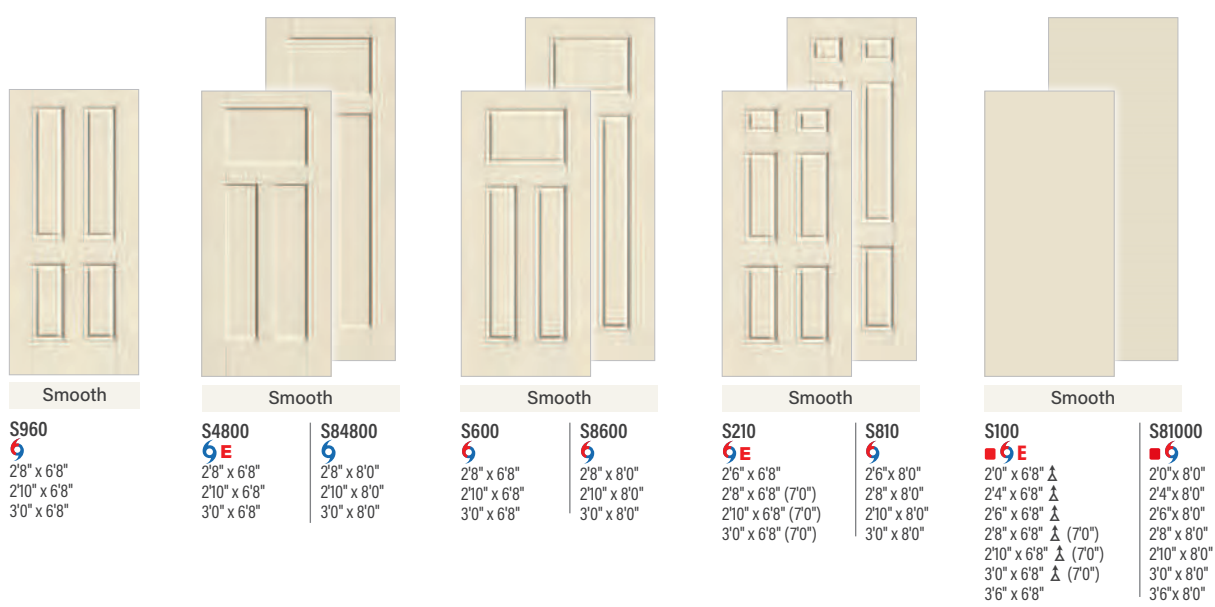 Smooth
S960
2'8" x 6'8"
2'10" x 6'8"
3'0" x 6'8"
Smooth
S4800
E
2'8" x 6'8"
2'10" x 6'8"
3'0" x 6'8"
S84800
2'8" x 8'0"
2'10" x 8'0"
3'0" x 8'0"
Smooth
S600
2'8" x 6'8"
2'10" x 6'8"
3'0" x 6'8"
S8600
2'8" x 8'0"
2'10" x 8'0"
3'0" x 8'0"
Smooth
S210
E
2'6" x 6'8"
2'8" x 6'8" (7'0")
2'10" x 6'8" (7'0")
3'0" x 6'8" (7'0")
S810
2'6" x 8'0"
2'8" x 8'0"
2'10" x 8'0"
3'0" x 8'0"
Smooth
S100
E
2'0" x 6'8"
2'4" x 6'8"
2'6" x 6'8"
2'8" x 6'8" (7'0")
2'10" x 6'8" (7'0")
3'0" x 6'8" (7'0")
3'6" x 6'8"
S81000
2'0"x 8'0"
2'4"x 8'0"
2'6"x 8'0"
2'8" x 8'0"
2'10" x 8'0"
3'0" x 8'0"
3'6"x 8'0"